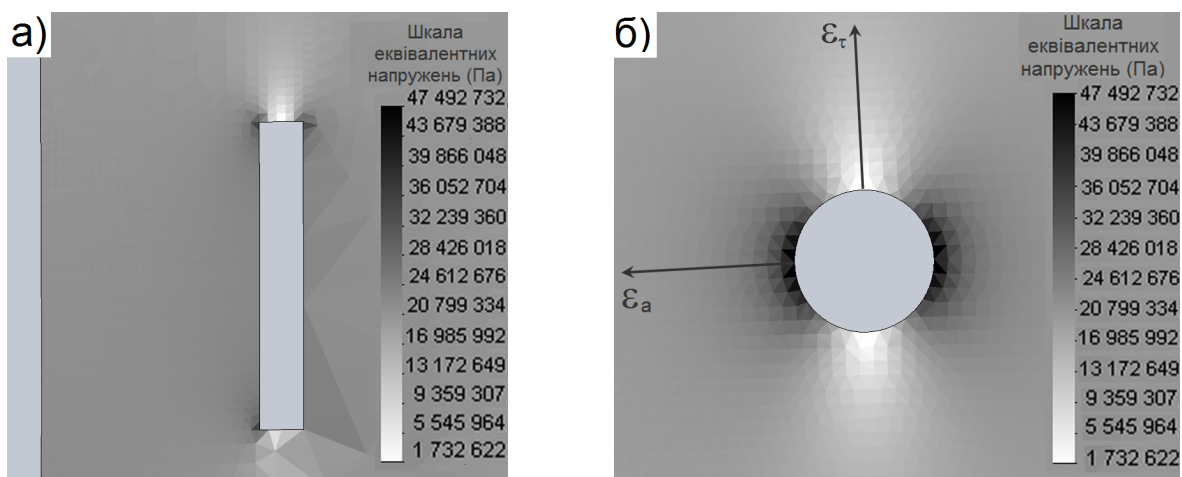 а)
Шкала
еквівалентних
напружень (Па)
47 492 732
43 679 388
39 866 048
36 052 704
32 239 360
28 426 018
24 612 676
20 799 334
16 985 992
13 172 649
9 359 307
5 545 964
1 732 622
б)
ε𝜏
εа
Шкала
еквівалентних
напружень (Па)
47 492 732
43 679 388
39 866 048
36 052 704
32 239 360
28 426 018
24 612 676
20 799 334
16 985 992
13 172 649
9 359 307
5 545 964
1 732 622